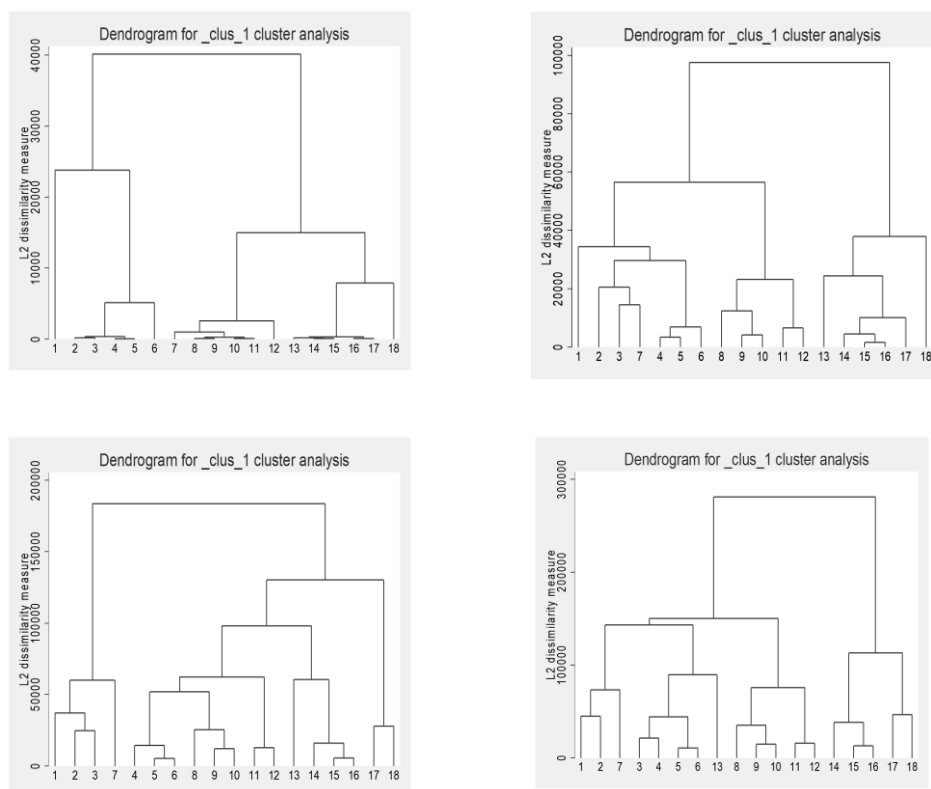 Dendrogram for _clus_1 cluster analysis
L2 dissimilarity measure
40000
30000
20000
10000
0
1 2 3 4 5 6 7 8 9 10 11 12 13 14 15 16 17 18
Dendrogram for _clus_1 cluster analysis
L2 dissimilarity measure
100000
80000
60000
40000
20000
0
1 2 3 7 4 5 6 8 9 10 11 12 13 14 15 16 17 18
Dendrogram for _clus_1 cluster analysis
L2 dissimilarity measure
200000
150000
100000
50000
0
1 2 3 7 4 5 6 8 9 10 11 12 13 14 15 16 17 18
Dendrogram for _clus_1 cluster analysis
L2 dissimilarity measure
300000
200000
100000
0
1 2 7 3 4 5 6 13 8 9 10 11 12 14 15 16 17 18